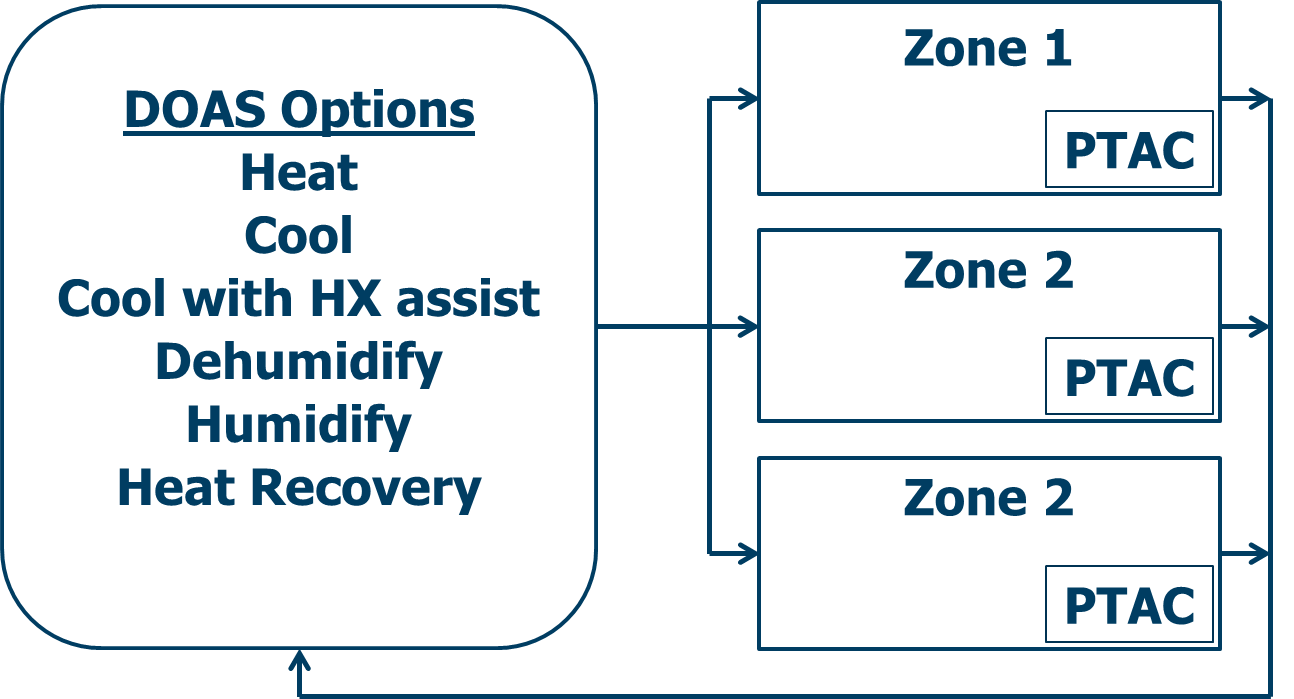 DOAS Options
Heat
Cool
Cool with HX assist
Dehumidify
Humidify
Heat Recovery
Zone 1
PTAC
Zone 2
PTAC
Zone 2
PTAC